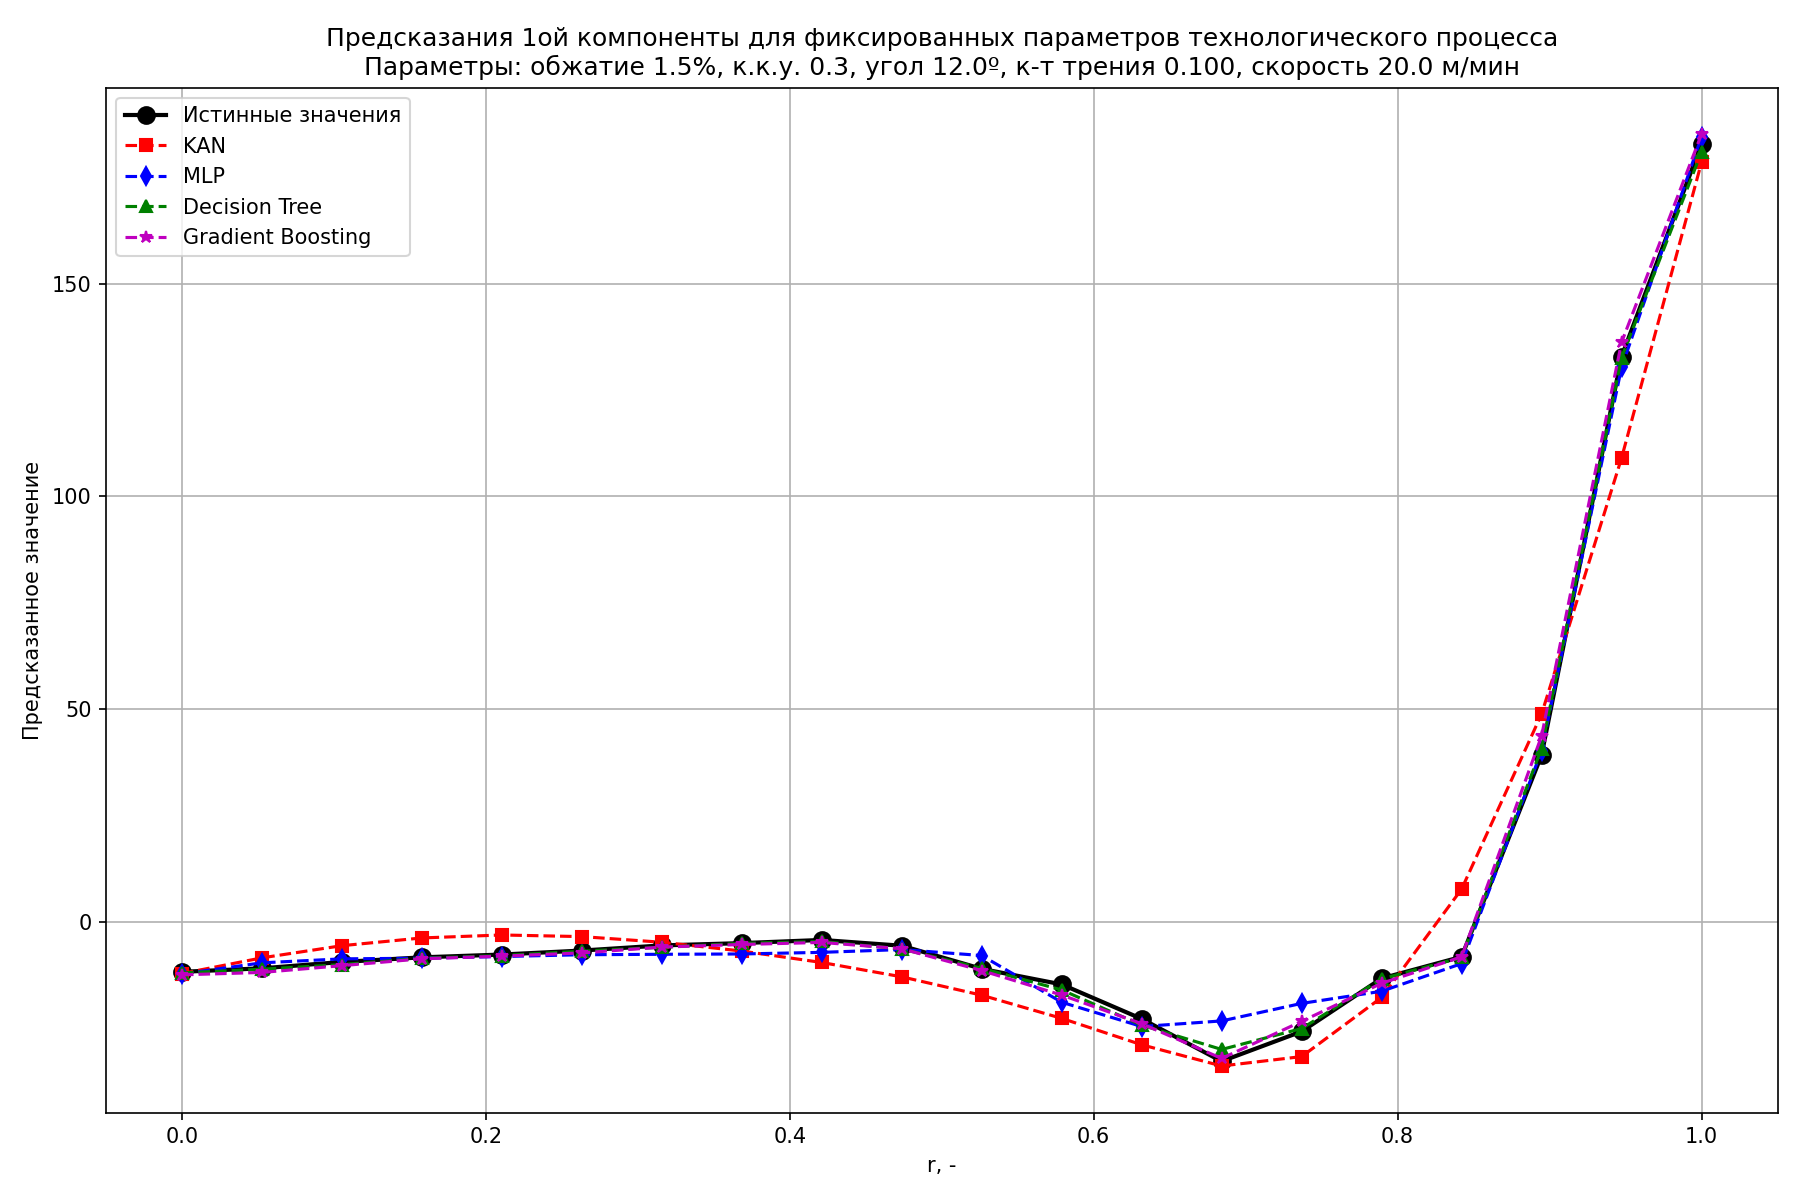 Предсказания 1ой компоненты для фиксированных параметров технологического процесса
Параметры: обжатие 1.5%, к.к.у. 0.3, угол 12.0º, к-т трения 0.100, скорость 20.0 м/мин
Истинные значения
KAN
MLP
Decision Tree
Gradient Boosting
Предсказанное значение
150
100
50
0
0.0
0.2
0.4
0.6
0.8
1.0
r, -